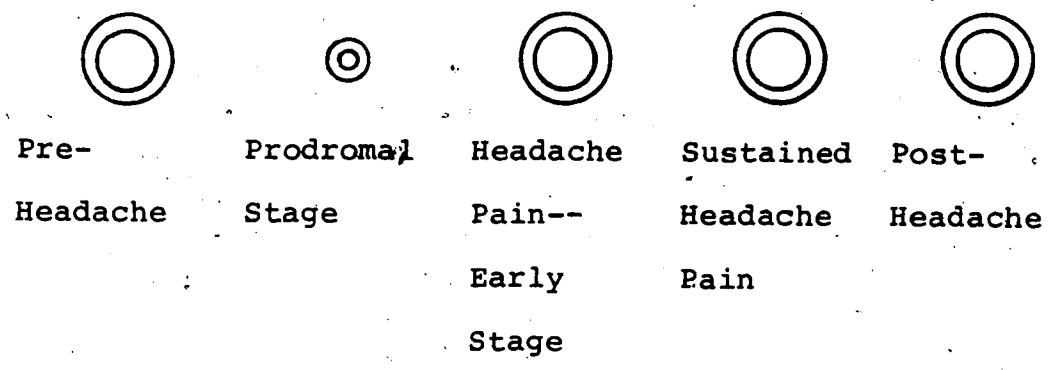 Pre-
Headache
Prodromal
Stage
Headache
Pain--
Early
Stage
Sustained
Headache
Pain
Post-
Headache